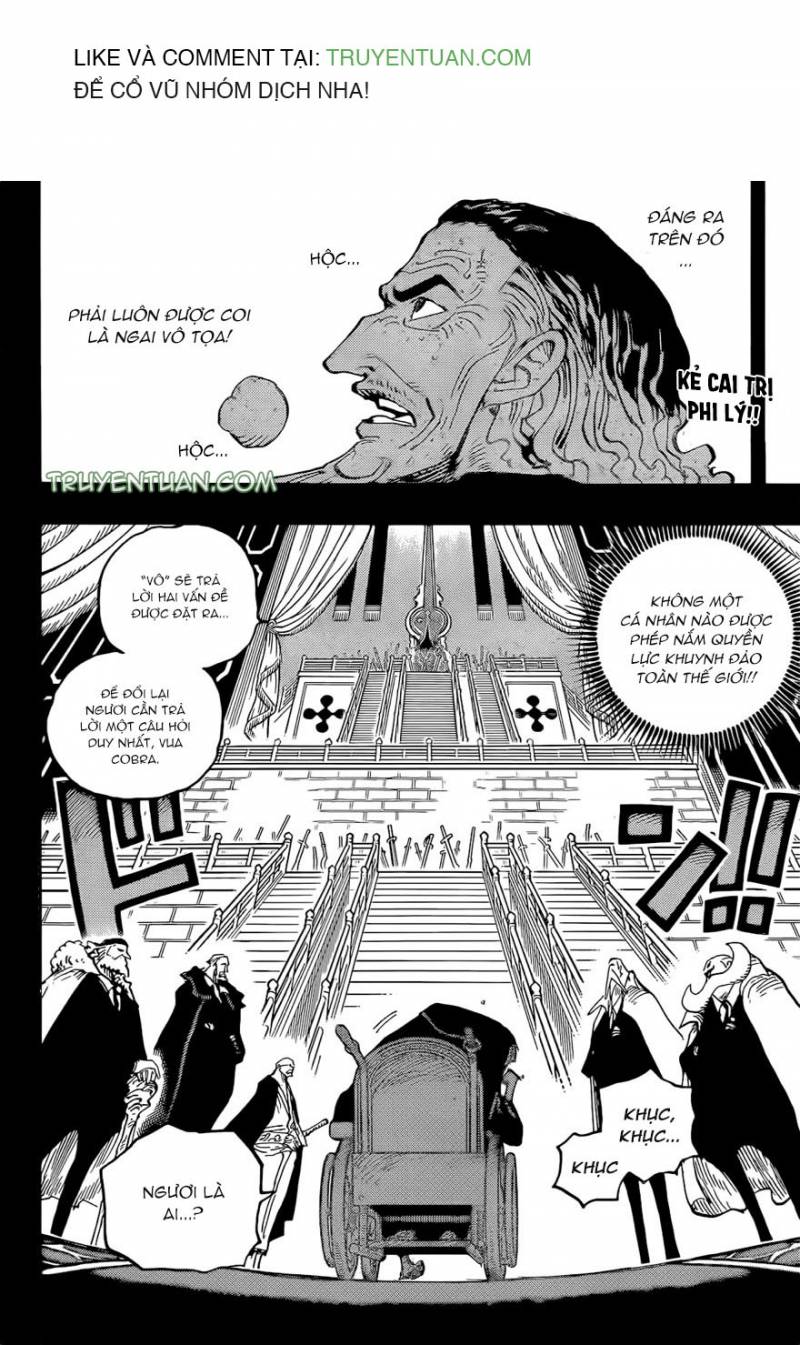 LIKE VÀ COMMENT TẠI: TRUYENTUAN.COM
ĐỂ CỔ VŨ NHÓM DỊCH NHA!
ĐÁNG RA
TRÊN ĐÓ
...
HỘC...
PHẢI LUÔN ĐƯỢC COI
LÀ NGAI VÔ TỌA!
KẺ CAI TRỊ
PHI LÝ!!
HỘC...
TRUYENTUAN.COM
"VÔ" SẼ TRẢ
LỜI HAI VẤN ĐỀ
ĐƯỢC ĐẶT RA...
KHÔNG MỘT
CÁ NHÂN NÀO ĐƯỢC
PHÉP NẮM QUYỀN
LỰC KHUYNH ĐẢO
TOÀN THẾ GIỚI!!
ĐỂ ĐỔI LẠI
NGƯƠI CẦN TRẢ
LỜI MỘT CÂU HỎI
DUY NHẤT, VUA
COBRA.
ドン!!
KHỤC,
KHỤC...
KHỤC
NGƯƠI LÀ
AI...?